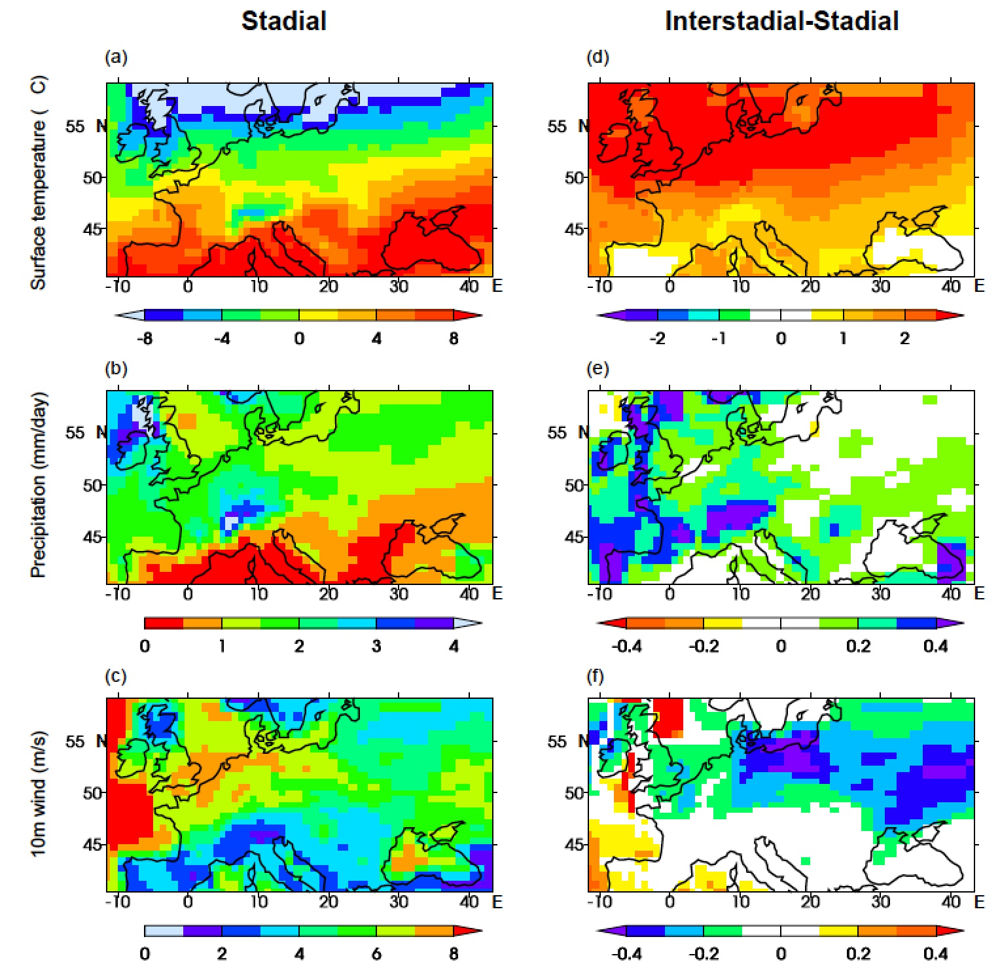 Stadial Interstadial-Stadial
(a) (d)
Surface temperature ( C)
55 N 55 N
50 50
45 45
-10 0 10 20 30 40 E -10 0 10 20 30 40 E
-8 -4 0 4 8 -2 -1 0 1 2
(b) (e)
Precipitation (mm/day)
55 N 55 N
50 50
45 45
-10 0 10 20 30 40 E -10 0 10 20 30 40 E
0 1 2 3 4 -0.4 -0.2 0 0.2 0.4
(c) (f)
10m wind (m/s)
55 N 55 N
50 50
45 45
-10 0 10 20 30 40 E -10 0 10 20 30 40 E
0 2 4 6 8 -0.4 -0.2 0 0.2 0.4